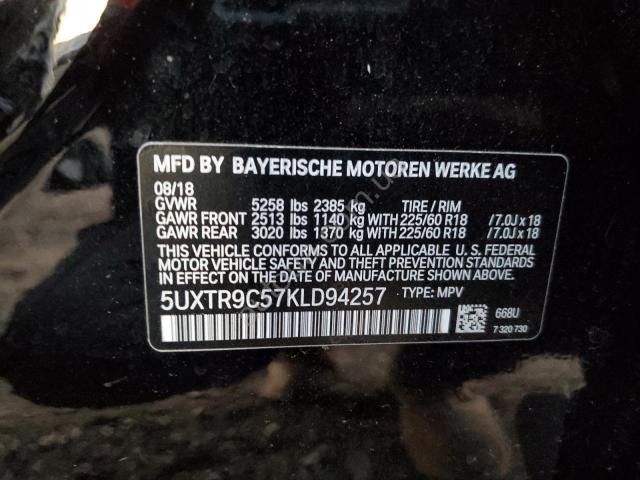 MFD BY BAYERISCHE MOTOREN WERKE AG
08/18
GVWR 5258 lbs 2385 kg TIRE / RIM
GAWR FRONT 2513 lbs 1140 kg WITH 225/60 R18 /7.0J x 18
GAWR REAR 3020 lbs 1370 kg WITH 225/60 R18 /7.0J x 18
THIS VEHICLE CONFORMS TO ALL APPLICABLE U.S. FEDERAL
MOTOR VEHICLE SAFETY AND THEFT PREVENTION STANDARDS
IN EFFECT ON THE DATE OF MANUFACTURE SHOWN ABOVE.
5UXTR9C57KLD94257 TYPE: MPV
668U
7 320 730